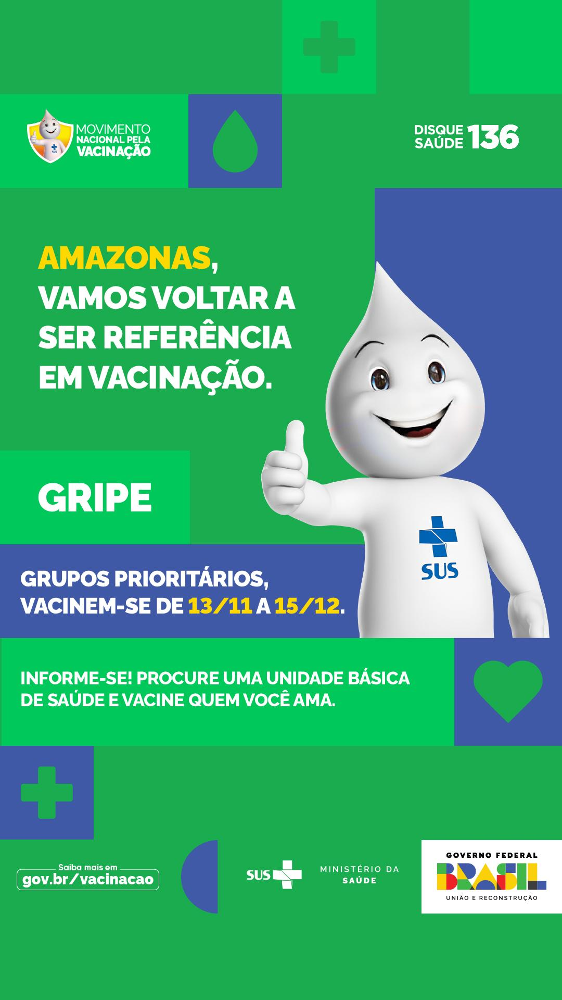 MOVIMENTO
NACIONAL PELA
VACINAÇÃO
SUS
DISQUE
SAÚDE 136
AMAZONAS,
VAMOS VOLTAR A
SER REFERÊNCIA
EM VACINAÇÃO.
GRIPE
SUS
GRUPOS PRIORITÁRIOS,
VACINEM-SE DE 13/11 A 15/12.
INFORME-SE! PROCURE UMA UNIDADE BÁSICA
DE SAÚDE E VACINE QUEM VOCÊ AMA.
Saiba mais em
gov.br/vacinacao
SUS
MINISTÉRIO DA
SAÚDE
GOVERNO FEDERAL
BRASIL
UNIÃO E RECONSTRUÇÃO